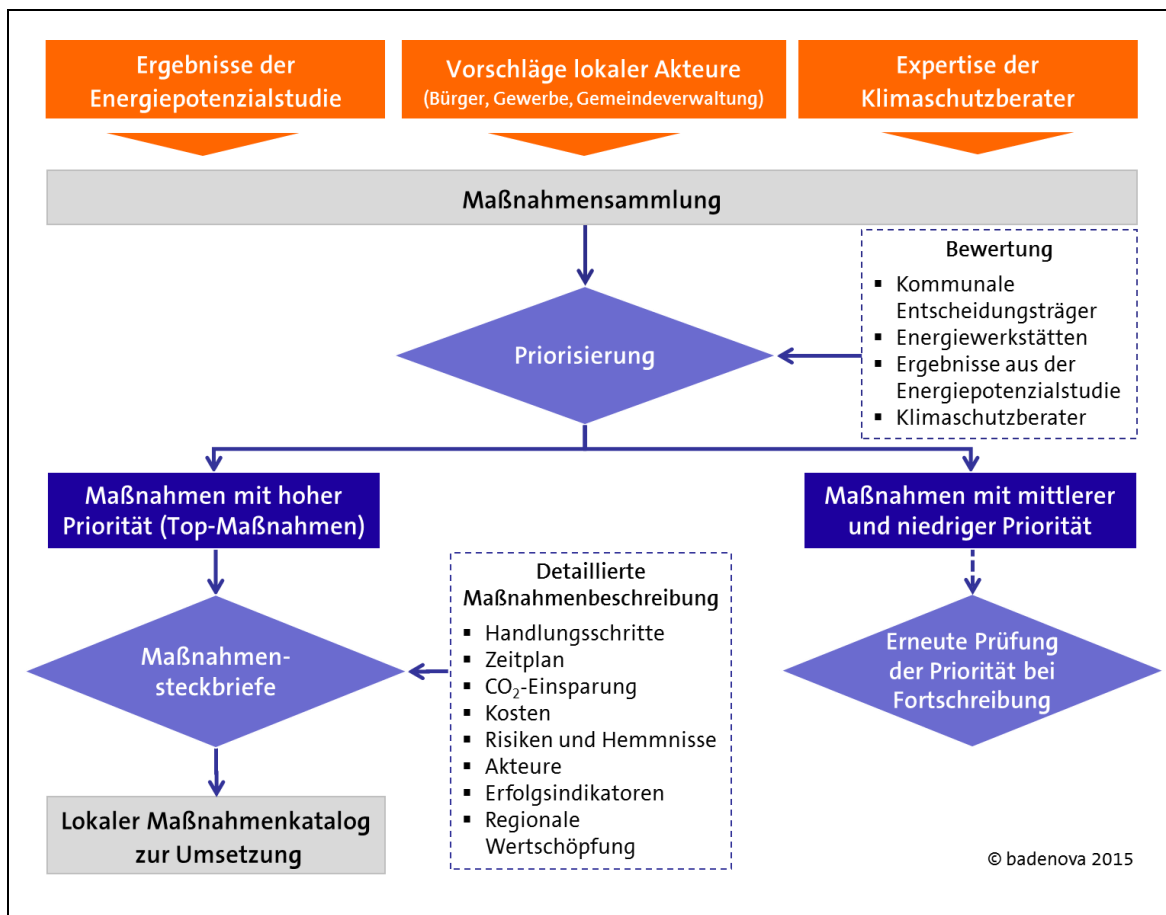 Ergebnisse der
Energiepotenzialstudie
Vorschläge lokaler Akteure
(Bürger, Gewerbe, Gemeindeverwaltung)
Expertise der
Klimaschutzberater
Maßnahmensammlung
Bewertung
▪ Kommunale
Entscheidungsträger
▪ Energiewerkstätten
▪ Ergebnisse aus der
Energiepotenzialstudie
▪ Klimaschutzberater
Priorisierung
Maßnahmen mit hoher
Priorität (Top-Maßnahmen)
Maßnahmen mit mittlerer
und niedriger Priorität
Detaillierte
Maßnahmenbeschreibung
▪ Handlungsschritte
▪ Zeitplan
▪ CO₂-Einsparung
▪ Kosten
▪ Risiken und Hemmnisse
▪ Akteure
▪ Erfolgsindikatoren
▪ Regionale
Wertschöpfung
Maßnahmen-
steckbriefe
Erneute Prüfung
der Priorität bei
Fortschreibung
Lokaler Maßnahmenkatalog
zur Umsetzung
© badenova 2015